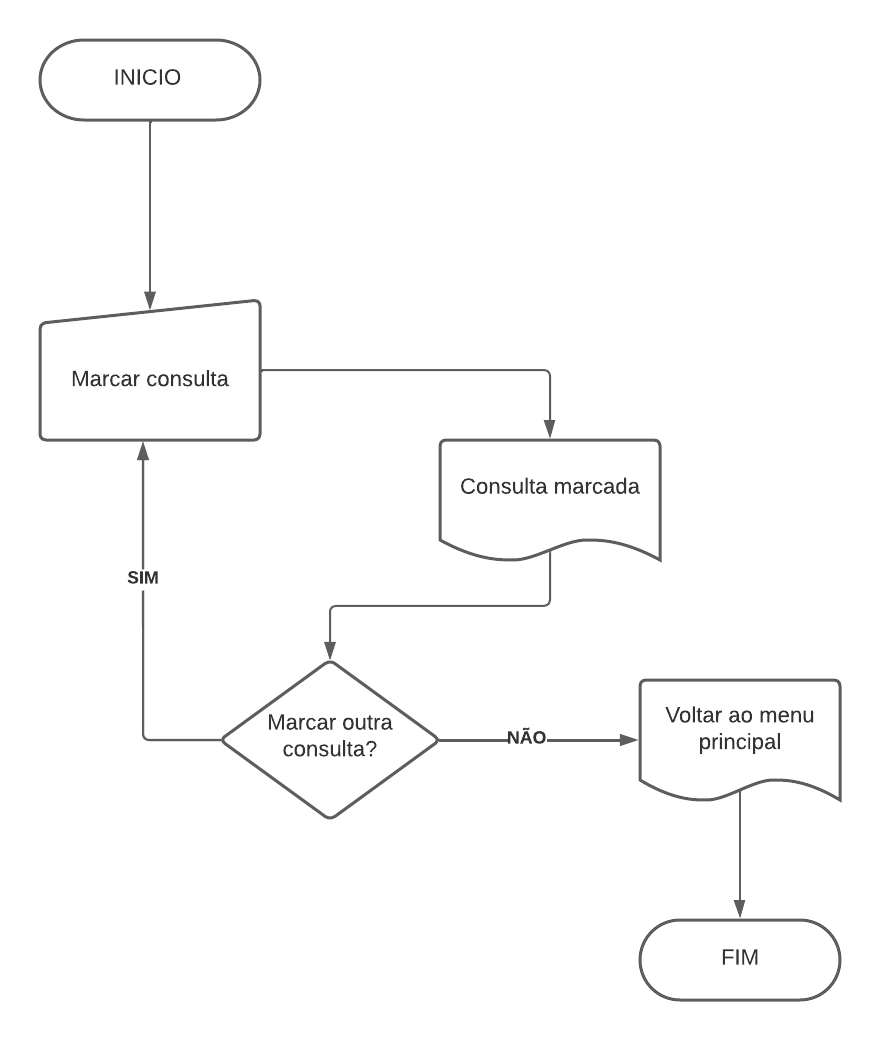 INICIO
Marcar consulta
Consulta marcada
SIM
Marcar outra
consulta?
NÃO
Voltar ao menu
principal
FIM